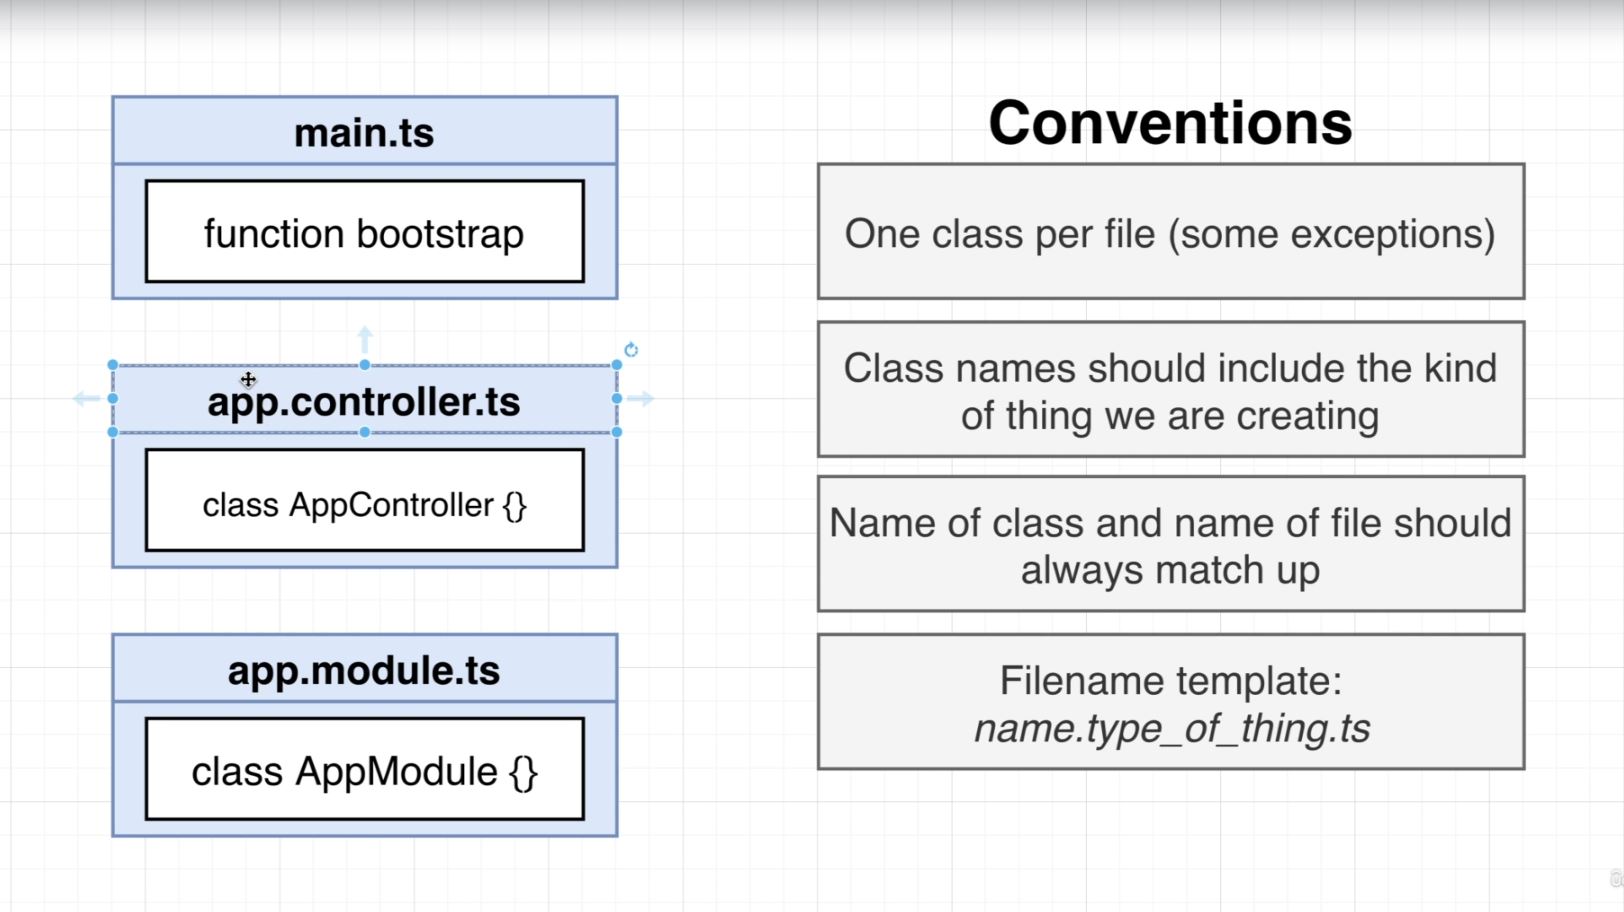 main.ts
function bootstrap
app.controller.ts
class AppController {}
app.module.ts
class AppModule {}
Conventions
One class per file (some exceptions)
Class names should include the kind
of thing we are creating
Name of class and name of file should
always match up
Filename template:
name.type_of_thing.ts